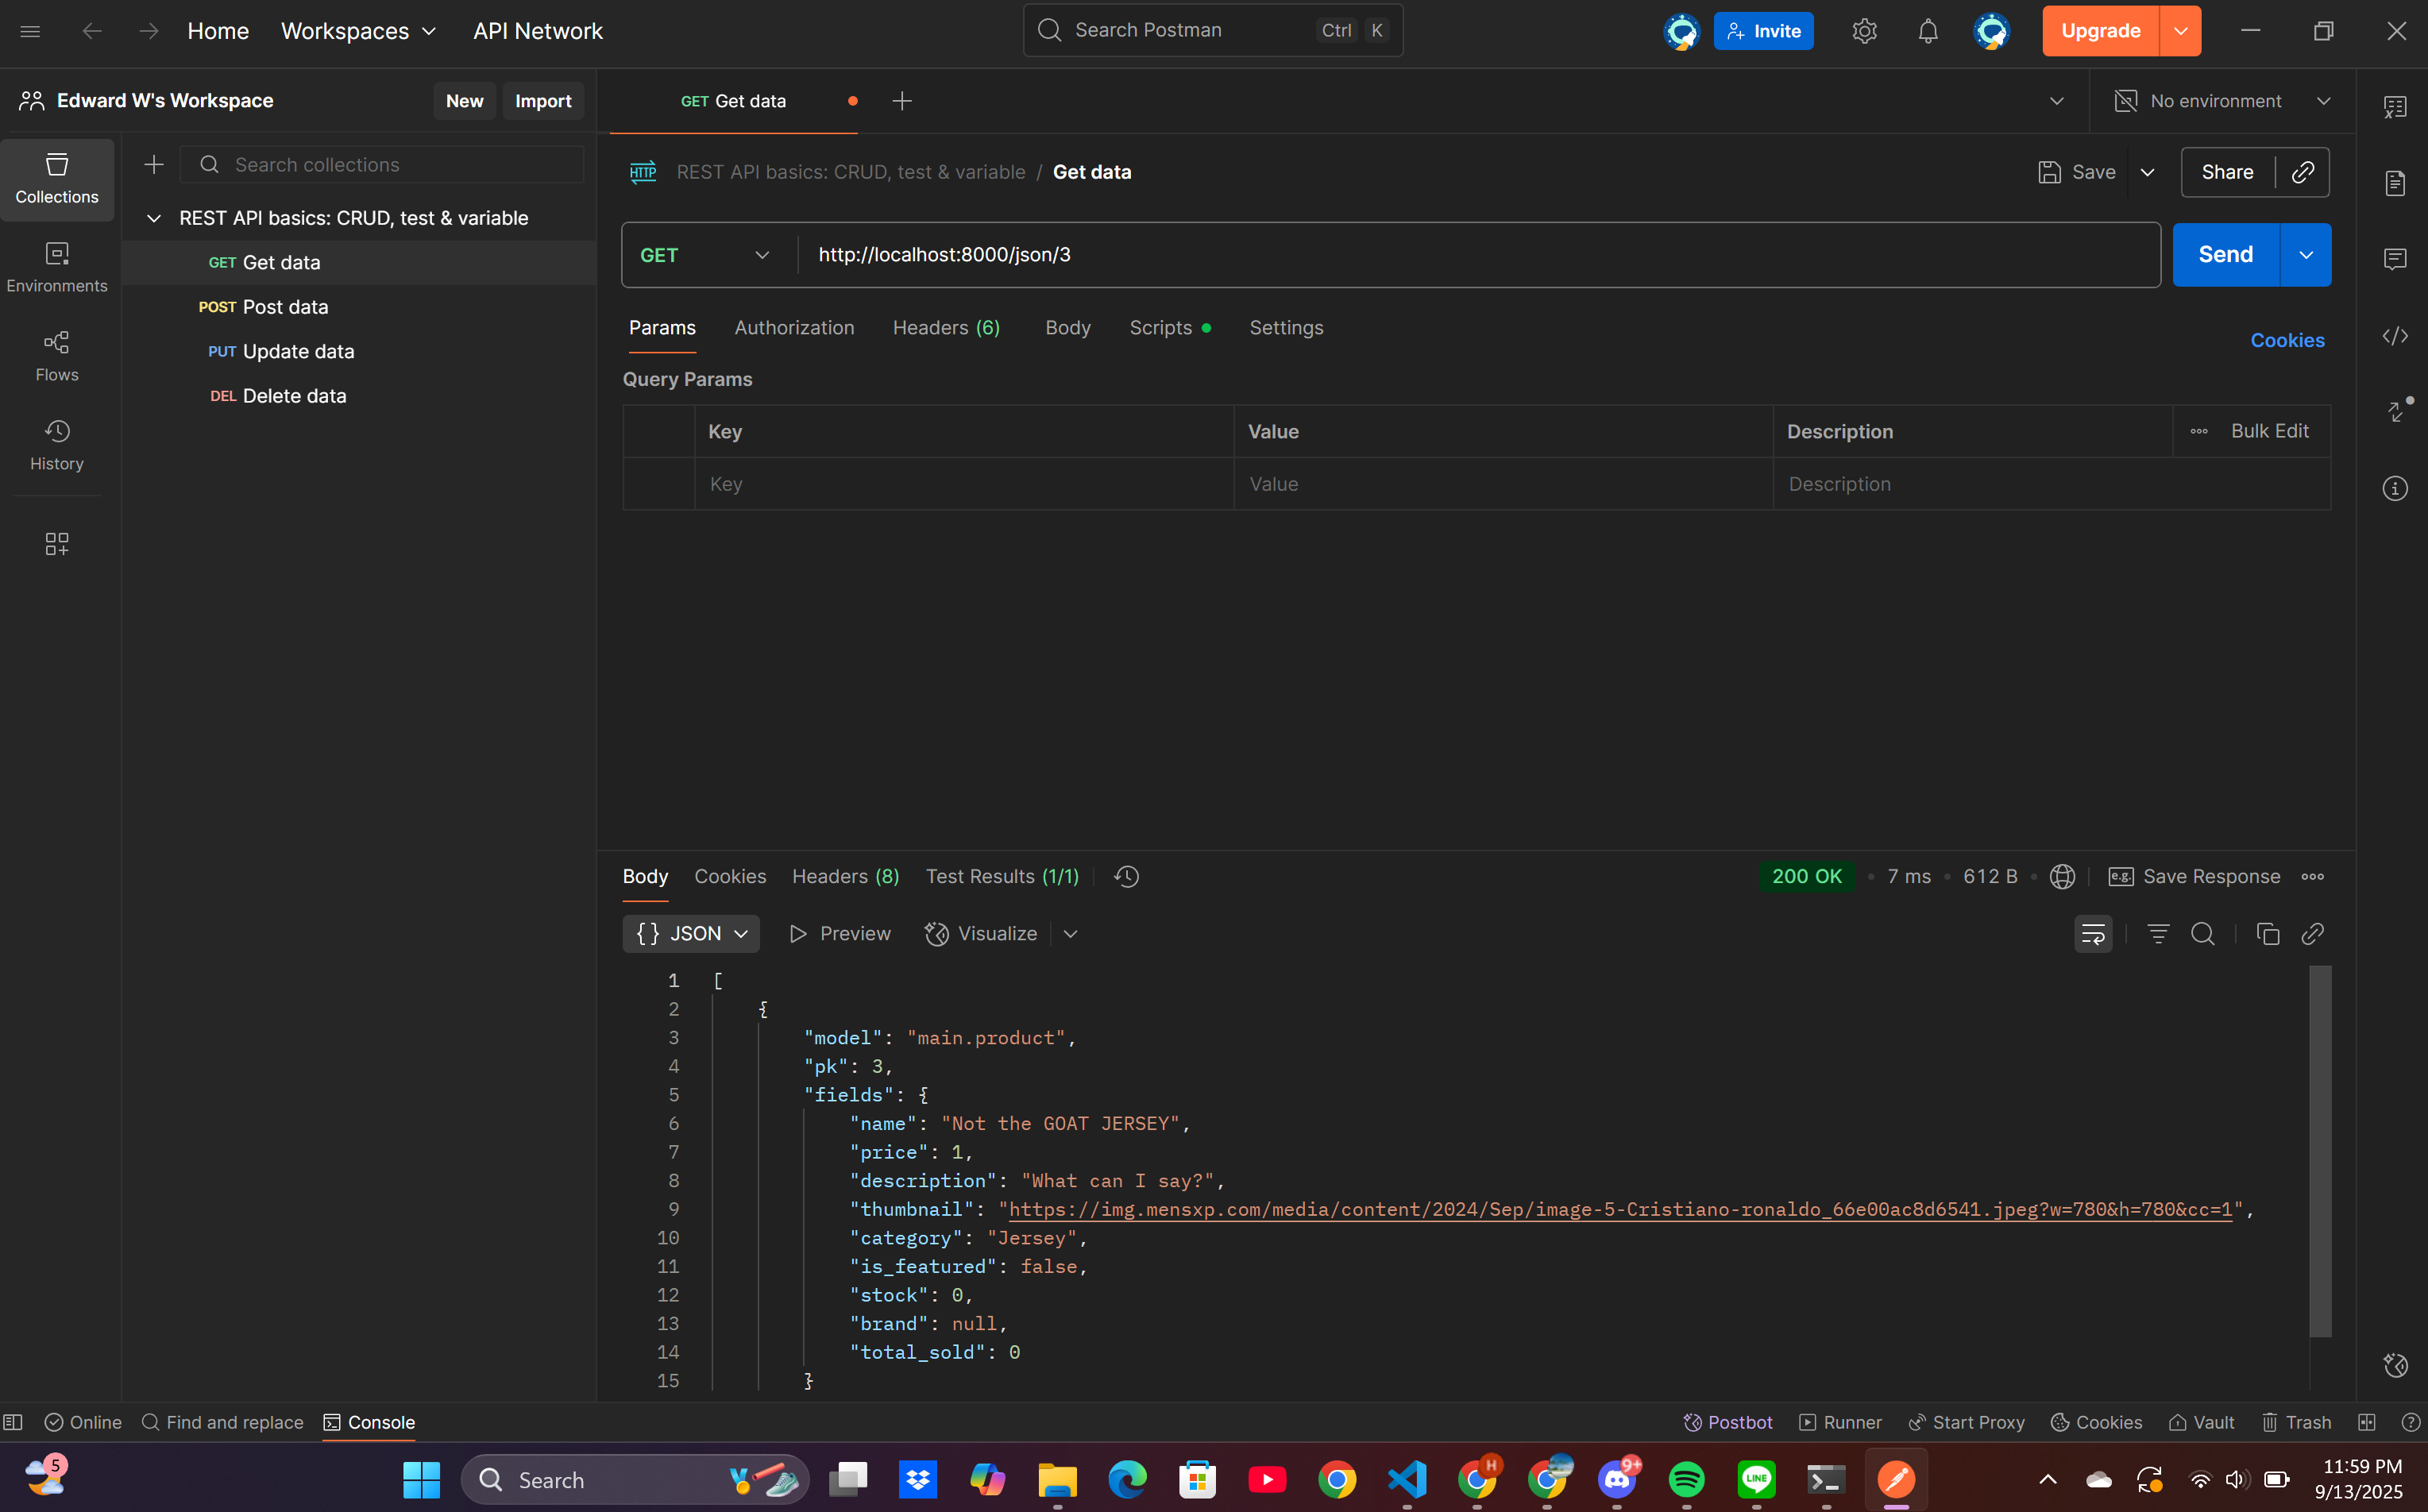 Home Workspaces API Network Search Postman Ctrl K Invite Upgrade
Edward W's Workspace New Import GET Get data No environment
Collections
Search collections
REST API basics: CRUD, test & variable / Get data Save Share
REST API basics: CRUD, test & variable
GET Get data
POST Post data
PUT Update data
DEL Delete data
Environments
Flows
History
GET http://localhost:8000/json/3 Send
Params Authorization Headers (6) Body Scripts Settings Cookies
Query Params
Key Value Description Bulk Edit
Key Value Description
Body Cookies Headers (8) Test Results (1/1) 200 OK 7 ms 612 B e.g. Save Response
{} JSON Preview Visualize
1 [
2 {
3 "model": "main.product",
4 "pk": 3,
5 "fields": {
6 "name": "Not the GOAT JERSEY",
7 "price": 1,
8 "description": "What can I say?",
9 "thumbnail": "https://img.mensxp.com/media/content/2024/Sep/image-5-Cristiano-ronaldo_66e00ac8d6541.jpeg?w=780&h=780&cc=1",
10 "category": "Jersey",
11 "is_featured": false,
12 "stock": 0,
13 "brand": null,
14 "total_sold": 0
15 }
Online Find and replace Console Postbot Runner Start Proxy Cookies Vault Trash
5 Search H 9+ LINE 11:59 PM
9/13/2025